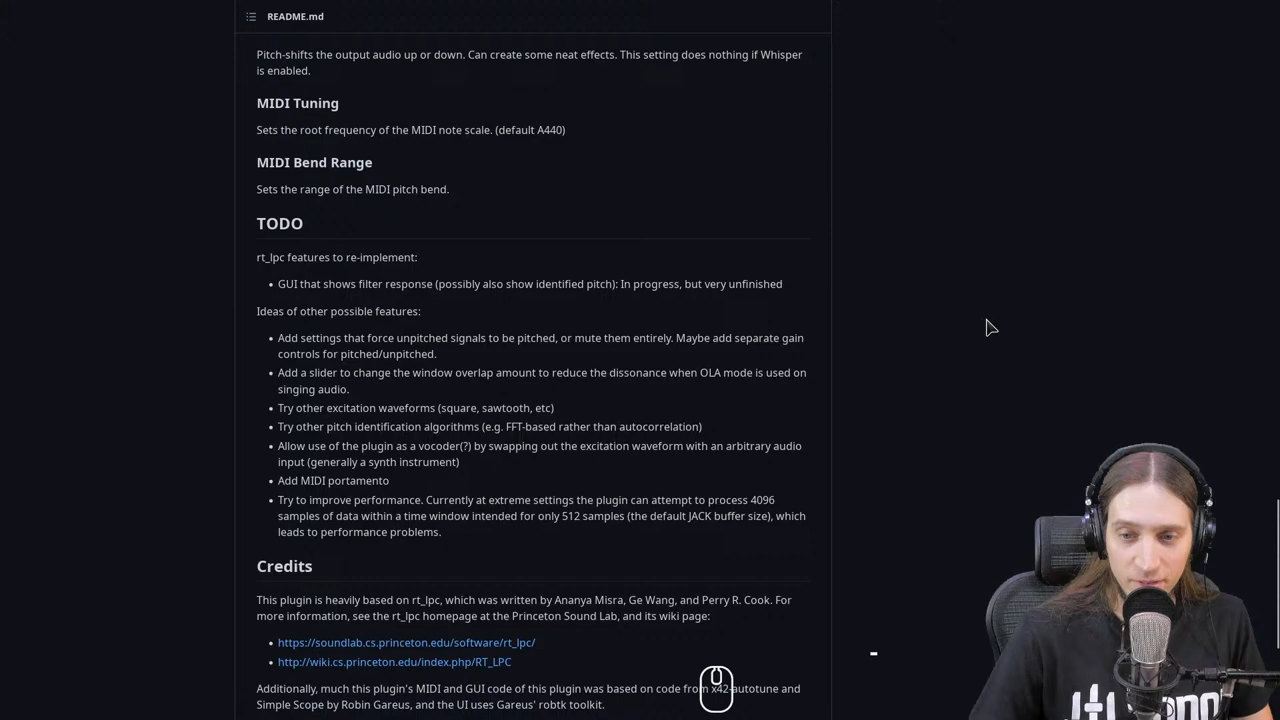 README.md
Pitch-shifts the output audio up or down. Can create some neat effects. This setting does nothing if Whisper
is enabled.
MIDI Tuning
Sets the root frequency of the MIDI note scale. (default A440)
MIDI Bend Range
Sets the range of the MIDI pitch bend.
TODO
rt_lpc features to re-implement:
• GUI that shows filter response (possibly also show identified pitch): In progress, but very unfinished
Ideas of other possible features:
• Add settings that force unpitched signals to be pitched, or mute them entirely. Maybe add separate gain
controls for pitched/unpitched.
• Add a slider to change the window overlap amount to reduce the dissonance when OLA mode is used on
singing audio.
• Try other excitation waveforms (square, sawtooth, etc)
• Try other pitch identification algorithms (e.g. FFT-based rather than autocorrelation)
• Allow use of the plugin as a vocoder(?) by swapping out the excitation waveform with an arbitrary audio
input (generally a synth instrument)
• Add MIDI portamento
• Try to improve performance. Currently at extreme settings the plugin can attempt to process 4096
samples of data within a time window intended for only 512 samples (the default JACK buffer size), which
leads to performance problems.
Credits
This plugin is heavily based on rt_lpc, which was written by Ananya Misra, Ge Wang, and Perry R. Cook. For
more information, see the rt_lpc homepage at the Princeton Sound Lab, and its wiki page:
• https://soundlab.cs.princeton.edu/software/rt_lpc/
• http://wiki.cs.princeton.edu/index.php/RT_LPC
Additionally, much this plugin's MIDI and GUI code of this plugin was based on code from x42-autotune and
Simple Scope by Robin Gareus, and the UI uses Gareus' robtk toolkit.